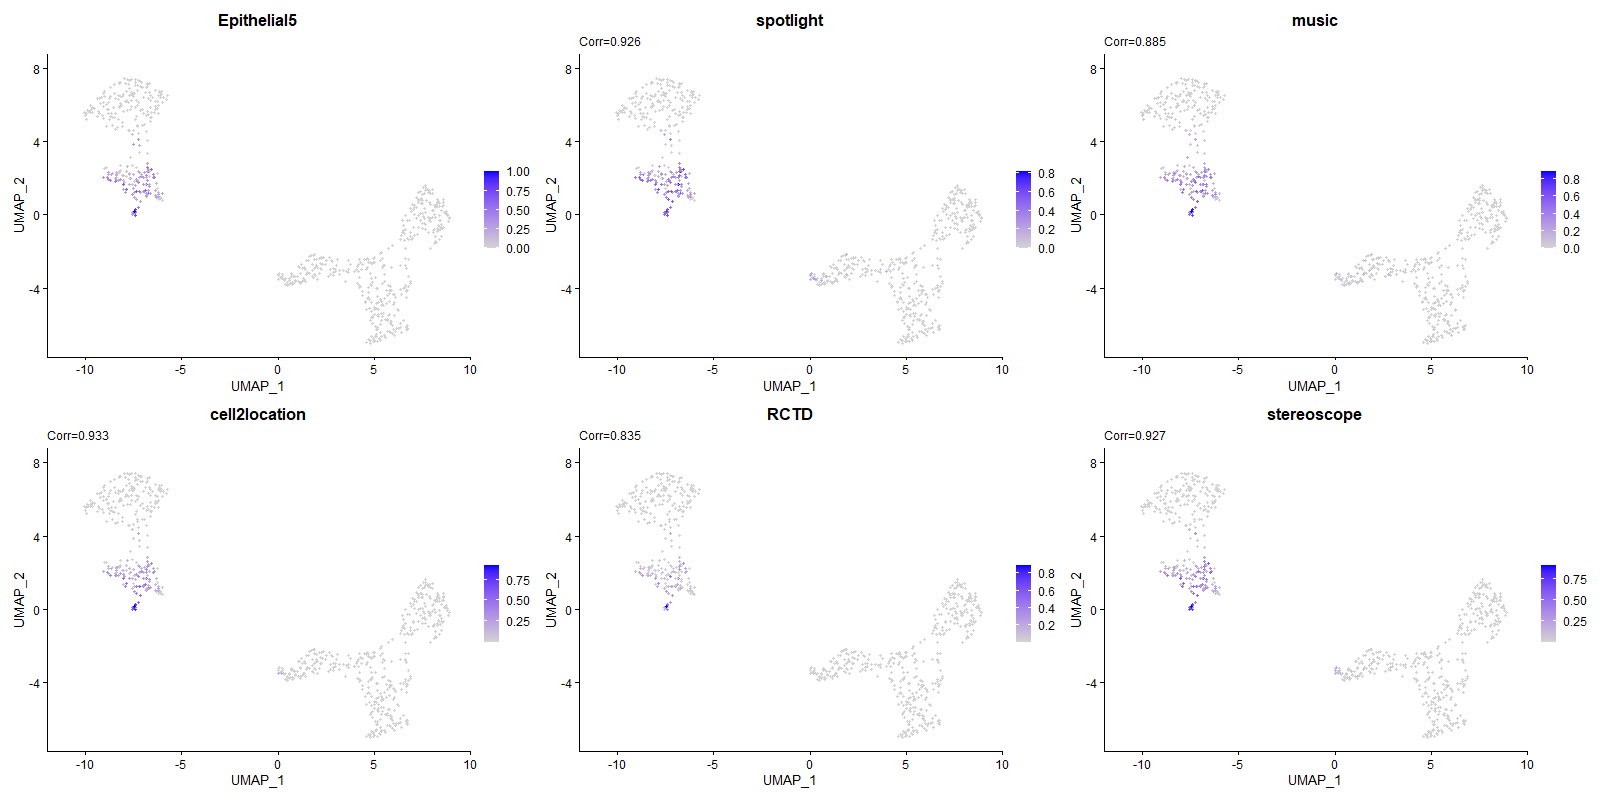 Epithelial5
8
4
0
-4
UMAP_2
-10 -5 0 5 10
UMAP_1
1.00
0.75
0.50
0.25
0.00
spotlight
Corr=0.926
8
4
0
-4
UMAP_2
-10 -5 0 5 10
UMAP_1
0.8
0.6
0.4
0.2
0.0
music
Corr=0.885
8
4
0
-4
UMAP_2
-10 -5 0 5 10
UMAP_1
0.8
0.6
0.4
0.2
0.0
cell2location
Corr=0.933
8
4
0
-4
UMAP_2
-10 -5 0 5 10
UMAP_1
0.75
0.50
0.25
RCTD
Corr=0.835
8
4
0
-4
UMAP_2
-10 -5 0 5 10
UMAP_1
0.8
0.6
0.4
0.2
stereoscope
Corr=0.927
8
4
0
-4
UMAP_2
-10 -5 0 5 10
UMAP_1
0.75
0.50
0.25